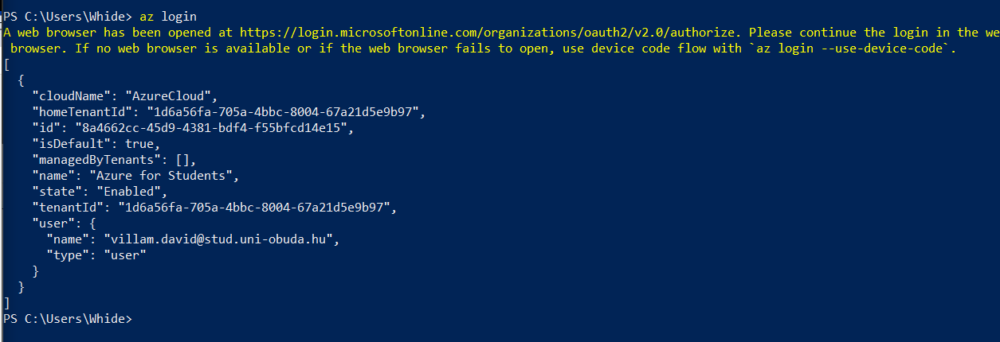 PS C:\Users\Whide> az login
A web browser has been opened at https://login.microsoftonline.com/organizations/oauth2/v2.0/authorize. Please continue the login in the we
 browser. If no web browser is available or if the web browser fails to open, use device code flow with `az login --use-device-code`.
[
  {
    "cloudName": "AzureCloud",
    "homeTenantId": "1d6a56fa-705a-4bbc-8004-67a21d5e9b97",
    "id": "8a4662cc-45d9-4381-bdf4-f55bfcd14e15",
    "isDefault": true,
    "managedByTenants": [],
    "name": "Azure for Students",
    "state": "Enabled",
    "tenantId": "1d6a56fa-705a-4bbc-8004-67a21d5e9b97",
    "user": {
      "name": "villam.david@stud.uni-obuda.hu",
      "type": "user"
    }
  }
]
PS C:\Users\Whide>